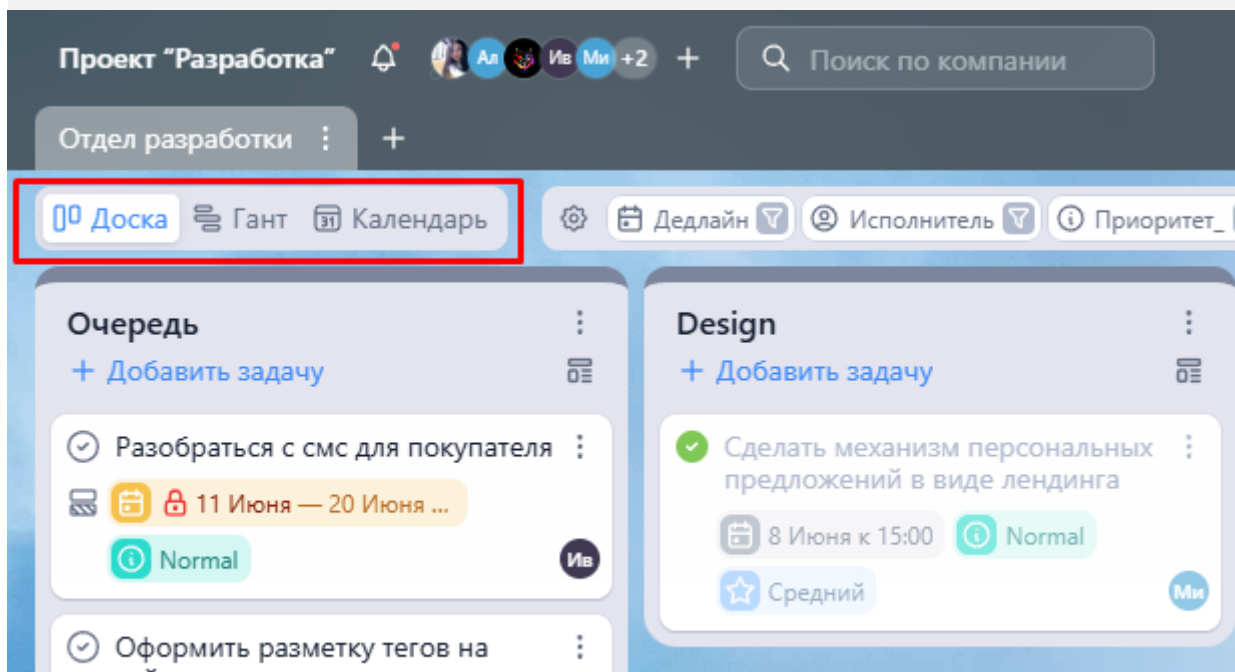 Проект “Разработка” Ал Ив Ми +2 + Поиск по компании
Отдел разработки +
Доска Гант 31 Календарь Дедлайн Исполнитель Приоритет_
Очередь
+ Добавить задачу
Разобраться с смс для покупателя
11 Июня — 20 Июня ...
Normal Ив
Оформить разметку тегов на
Design
+ Добавить задачу
Сделать механизм персональных
предложений в виде лендинга
8 Июня к 15:00 Normal
Средний Ми